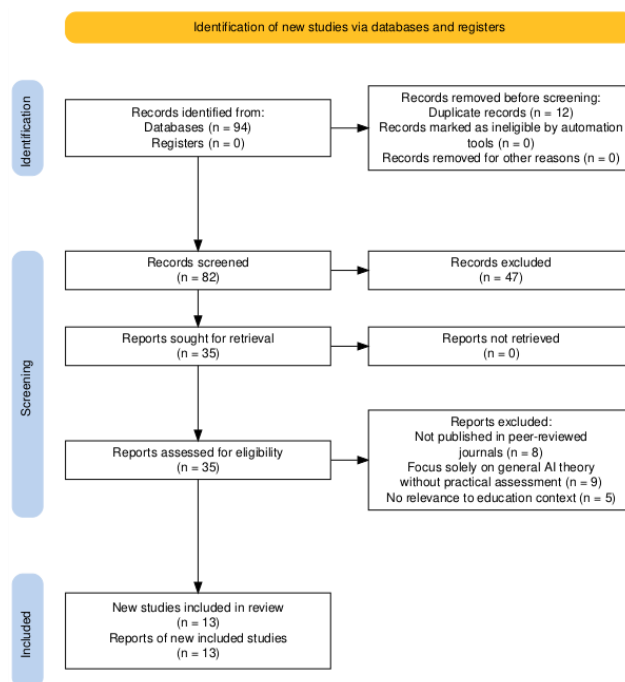 Identification of new studies via databases and registers
Identification
Records identified from:
Databases (n = 94)
Registers (n = 0)
Records removed before screening:
Duplicate records (n = 12)
Records marked as ineligible by automation
tools (n = 0)
Records removed for other reasons (n = 0)
Screening
Records screened
(n = 82)
Records excluded
(n = 47)
Reports sought for retrieval
(n = 35)
Reports not retrieved
(n = 0)
Reports assessed for eligibility
(n = 35)
Reports excluded:
Not published in peer-reviewed
journals (n = 8)
Focus solely on general AI theory
without practical assessment (n = 9)
No relevance to education context (n = 5)
Included
New studies included in review
(n = 13)
Reports of new included studies
(n = 13)